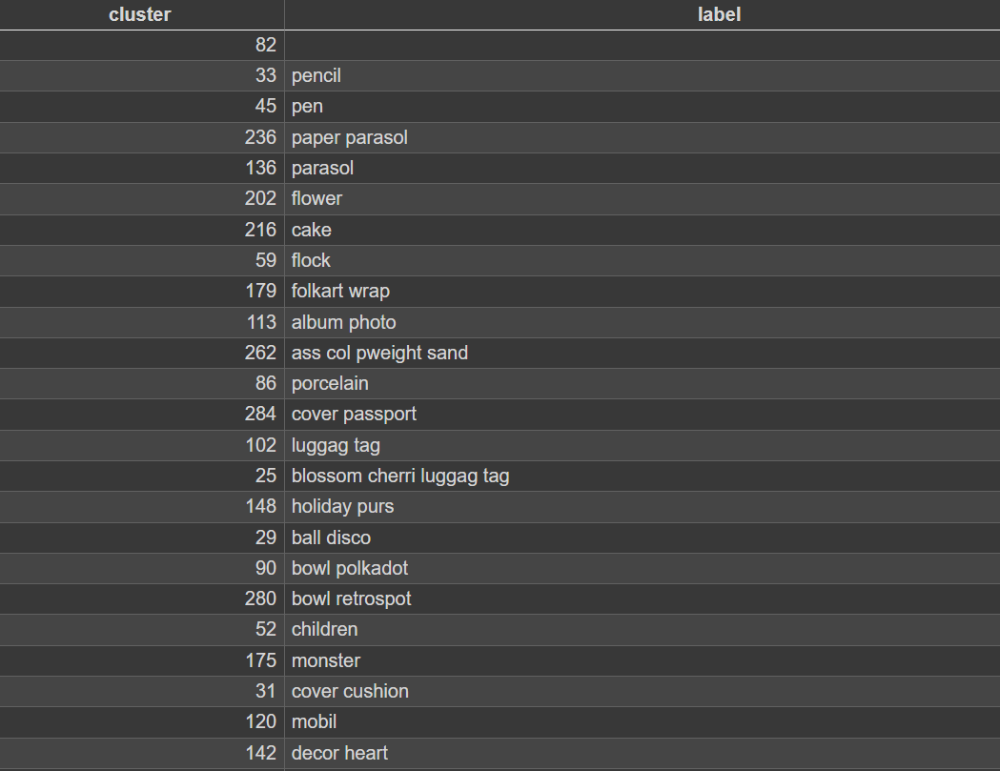 cluster label
82
33 pencil
45 pen
236 paper parasol
136 parasol
202 flower
216 cake
59 flock
179 folkart wrap
113 album photo
262 ass col pweight sand
86 porcelain
284 cover passport
102 luggag tag
25 blossom cherri luggag tag
148 holiday purs
29 ball disco
90 bowl polkadot
280 bowl retrospot
52 children
175 monster
31 cover cushion
120 mobil
142 decor heart